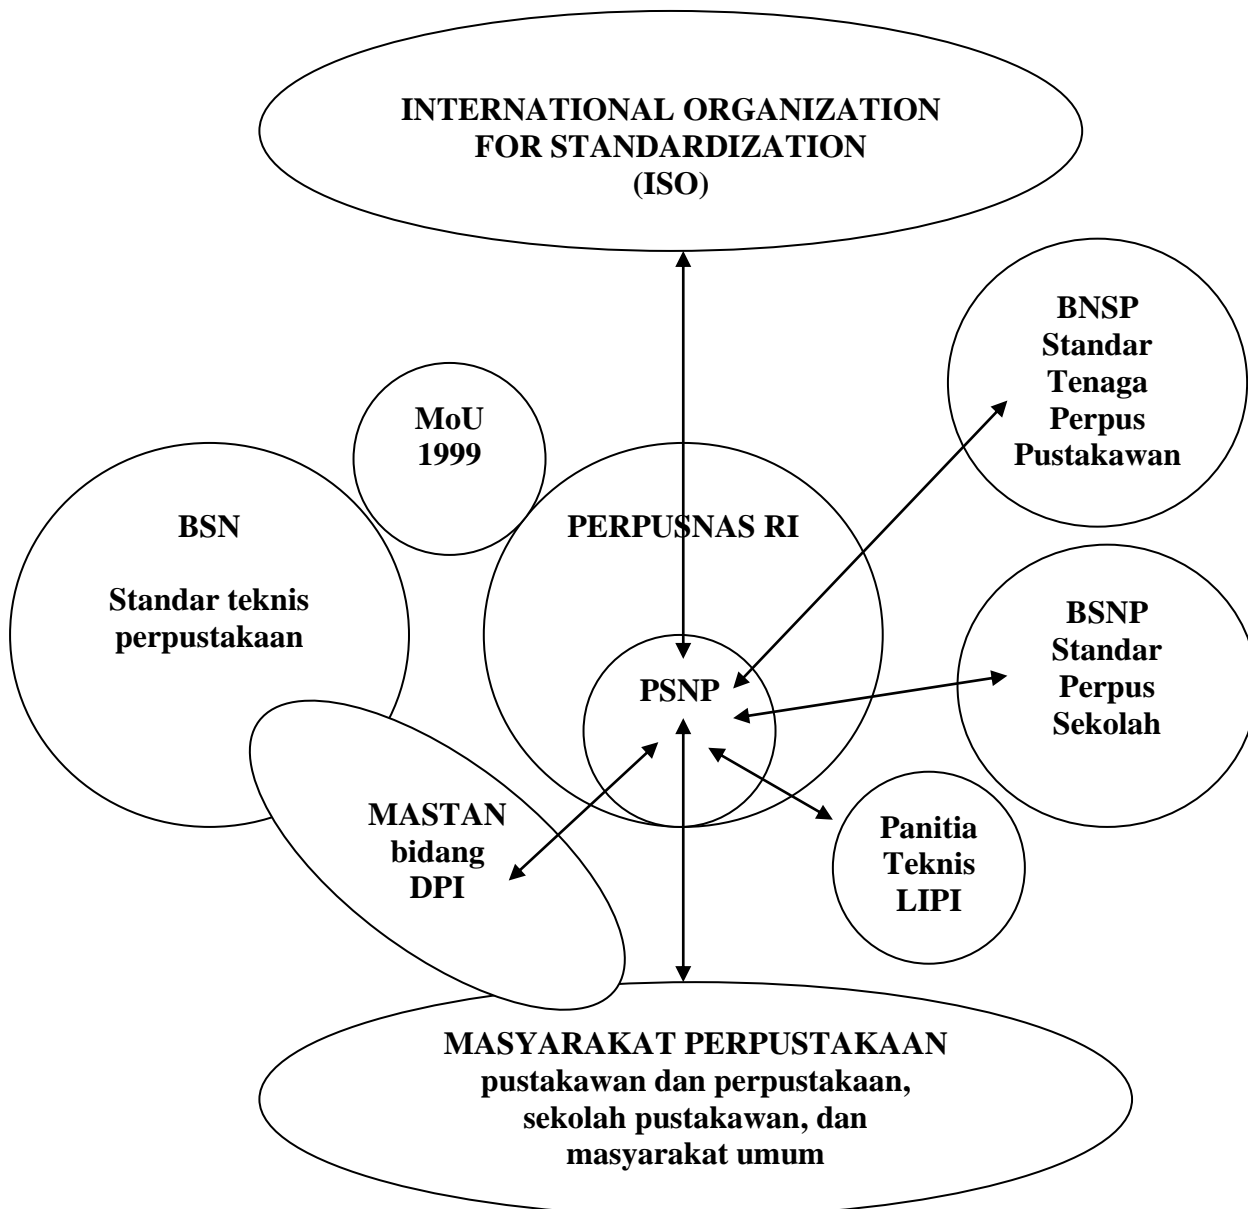 INTERNATIONAL ORGANIZATION
FOR STANDARDIZATION
(ISO)
BNSP
Standar
Tenaga
Perpus
Pustakawan
MoU
1999
BSN
Standar teknis
perpustakaan
PERPUSNAS RI
PSNP
BSNP
Standar
Perpus
Sekolah
MASTAN
bidang
DPI
Panitia
Teknis
LIPI
MASYARAKAT PERPUSTAKAAN
pustakawan dan perpustakaan,
sekolah pustakawan, dan
masyarakat umum